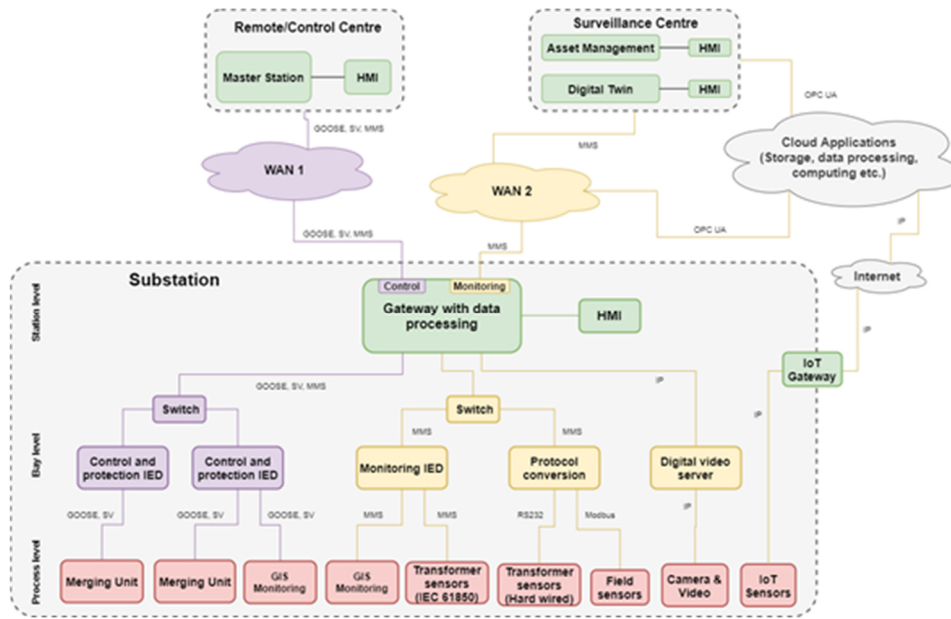 Remote/Control Centre
Master Station
HMI
Surveillance Centre
Asset Management
HMI
Digital Twin
HMI
OPC UA
GOOSE, SV, MMS
MMS
Cloud Applications
(Storage, data processing,
computing etc.)
WAN 1
WAN 2
IP
OPC UA
GOOSE, SV, MMS
MMS
Internet
Substation
Station level
Control
Monitoring
Gateway with data
processing
HMI
IP
IoT
Gateway
GOOSE, SV, MMS
IP
IP
Switch
Switch
Bay level
MMS
MMS
Control and
protection IED
Control and
protection IED
Monitoring IED
Protocol
conversion
Digital video
server
GOOSE, SV
GOOSE, SV
GOOSE, SV
MMS
MMS
RS232
Modbus
IP
Process level
Merging Unit
Merging Unit
GIS
Monitoring
GIS
Monitoring
Transformer
sensors
(IEC 61850)
Transformer
sensors
(Hard wired)
Field
sensors
Camera &
Video
IoT
Sensors